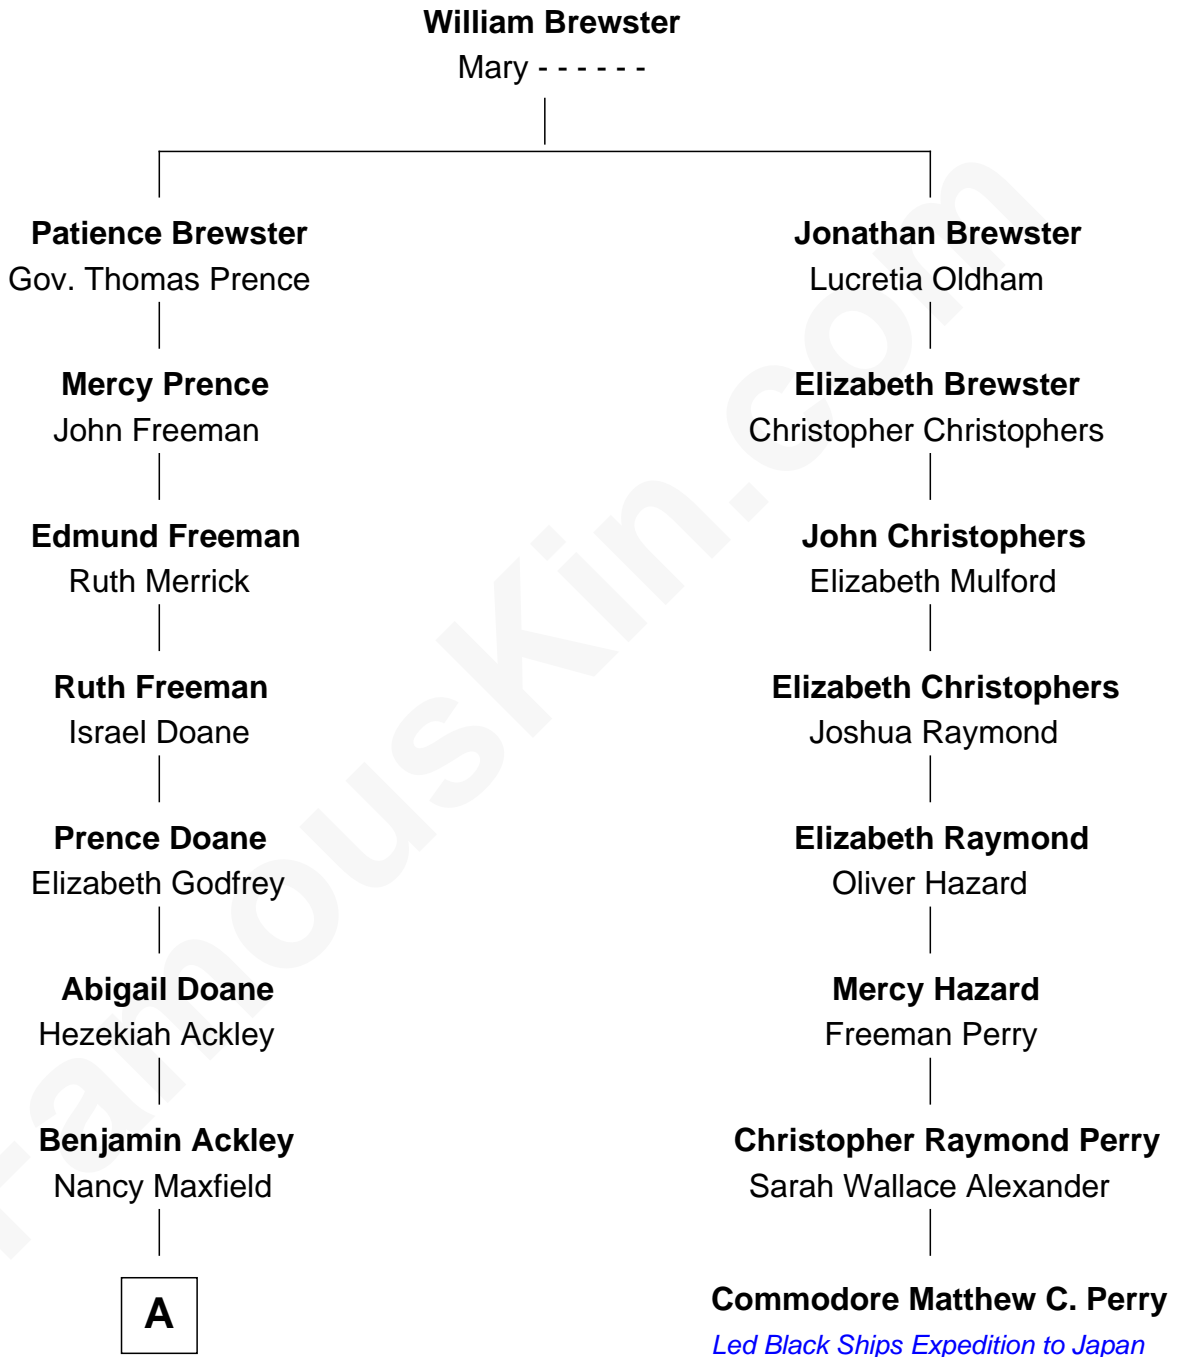 William Brewster
Mary - - - - - -
Patience Brewster
Gov. Thomas Prence
Jonathan Brewster
Lucretia Oldham
Mercy Prence
John Freeman
Elizabeth Brewster
Christopher Christophers
Edmund Freeman
Ruth Merrick
John Christophers
Elizabeth Mulford
Ruth Freeman
Israel Doane
Elizabeth Christophers
Joshua Raymond
Prence Doane
Elizabeth Godfrey
Elizabeth Raymond
Oliver Hazard
Abigail Doane
Hezekiah Ackley
Mercy Hazard
Freeman Perry
Benjamin Ackley
Nancy Maxfield
Christopher Raymond Perry
Sarah Wallace Alexander
A
Commodore Matthew C. Perry
Led Black Ships Expedition to Japan
FamousKin.com